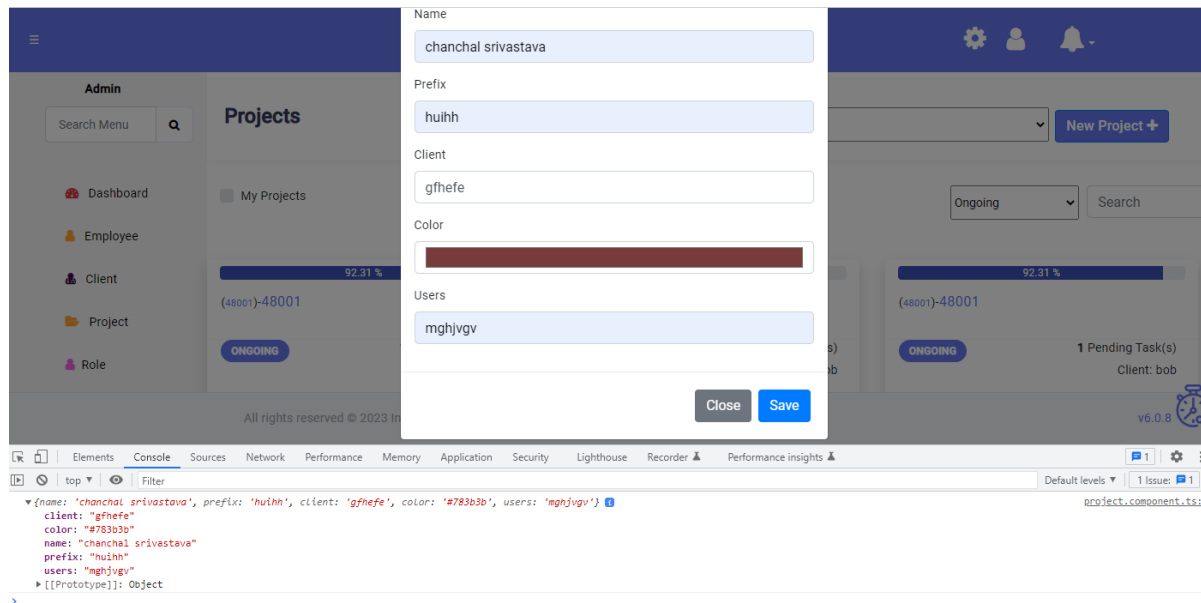 ☰
Name
chanchal srivastava
Admin
Prefix
Search Menu
Projects
huihh
New Project +
Client
Dashboard
My Projects
gfhefe
Ongoing
Search
Employee
Color
Client
92.31 %
92.31 %
(48001)-48001
Users
(48001)-48001
Project
mghjvgv
ONGOING
s)
ONGOING
1 Pending Task(s)
Role
Client: bob
Close Save
All rights reserved © 2023 In
v6.0.8
Elements Console Sources Network Performance Memory Application Security Lighthouse Recorder Performance insights 1
top ▼ Filter Default levels ▼ 1 Issue: 1
▼{name: 'chanchal srivastava', prefix: 'huihh', client: 'gfhefe', color: '#783b3b', users: 'mghjvgv'} project.component.ts:
client: "gfhefe"
color: "#783b3b"
name: "chanchal srivastava"
prefix: "huihh"
users: "mghjvgv"
▶[[Prototype]]: Object
>